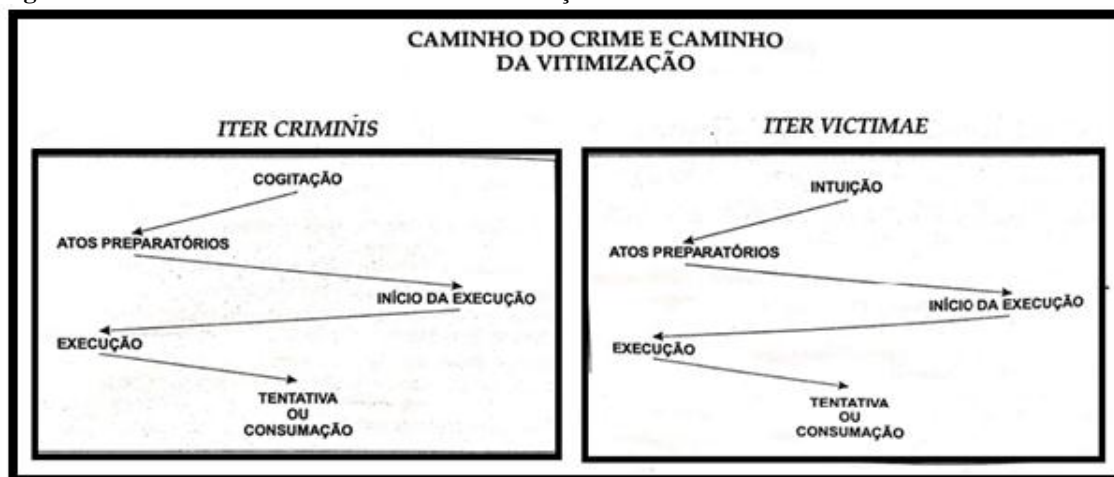 CAMINHO DO CRIME E CAMINHO
DA VITIMIZAÇÃO
ITER CRIMINIS
COGITAÇÃO
ATOS PREPARATÓRIOS
INÍCIO DA EXECUÇÃO
EXECUÇÃO
TENTATIVA
OU
CONSUMAÇÃO
ITER VICTIMAE
INTUIÇÃO
ATOS PREPARATÓRIOS
INÍCIO DA EXECUÇÃO
EXECUÇÃO
TENTATIVA
OU
CONSUMAÇÃO